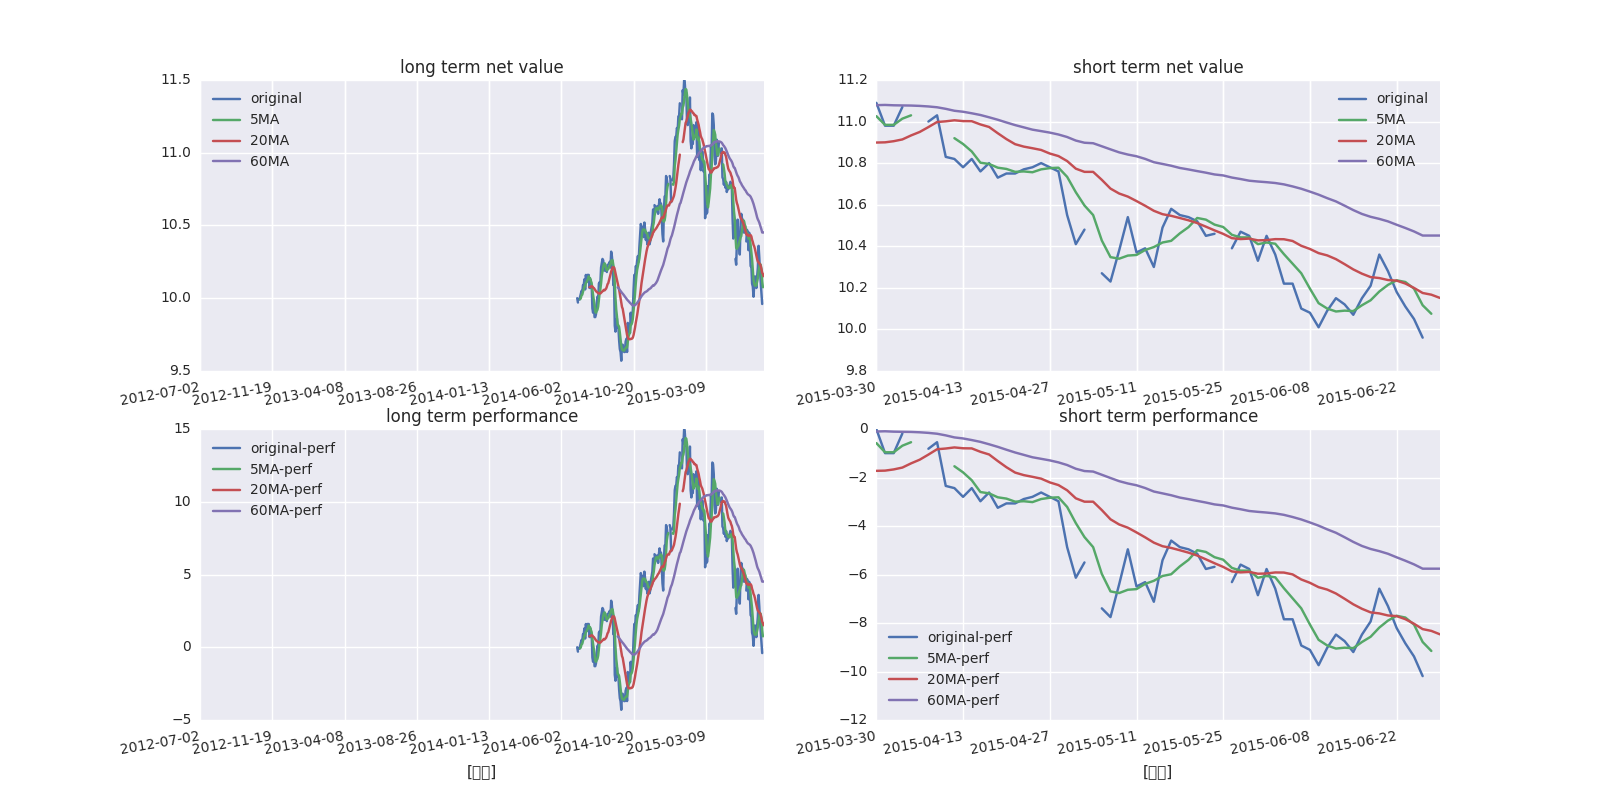 long term net value
11.5
11.0
10.5
10.0
9.5
original
5MA
20MA
60MA
2012-07-02
2012-11-19
2013-04-08
2013-08-26
2014-01-13
2014-06-02
2014-10-20
2015-03-09
short term net value
11.2
11.0
10.8
10.6
10.4
10.2
10.0
9.8
original
5MA
20MA
60MA
2015-03-30
2015-04-13
2015-04-27
2015-05-11
2015-05-25
2015-06-08
2015-06-22
long term performance
15
10
5
0
−5
original-perf
5MA-perf
20MA-perf
60MA-perf
2012-07-02
2012-11-19
2013-04-08
2013-08-26
2014-01-13
2014-06-02
2014-10-20
2015-03-09
[▯▯]
short term performance
0
−2
−4
−6
−8
−10
−12
original-perf
5MA-perf
20MA-perf
60MA-perf
2015-03-30
2015-04-13
2015-04-27
2015-05-11
2015-05-25
2015-06-08
2015-06-22
[▯▯]